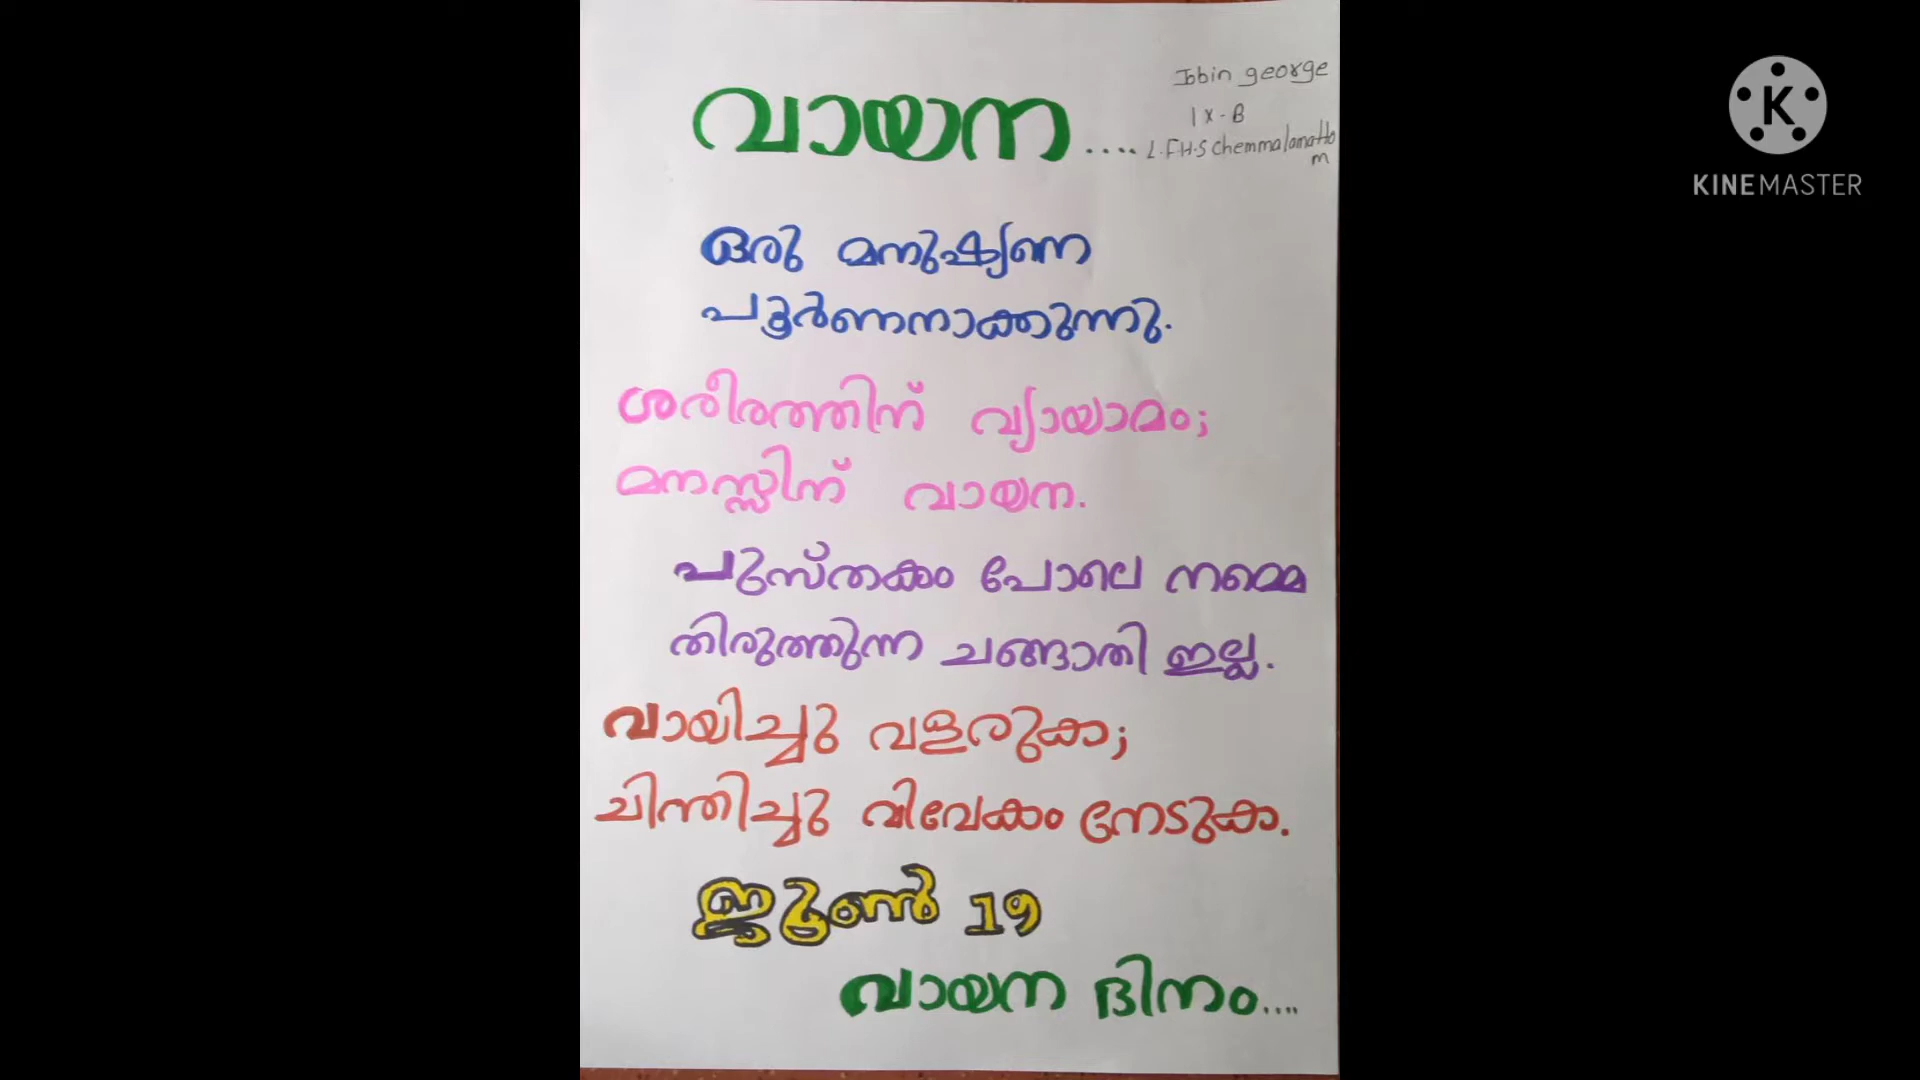 വായന....
Jobin george
IX-B
L.F.H.S Chemmalamattom
ഒരു മനുഷ്യനെ
പൂർണനാക്കുന്നു.
ശരീരത്തിന് വ്യായാമം;
മനസ്സിന് വായന.
പുസ്തകം പോലെ നമ്മെ
തിരുത്തുന്ന ചങ്ങാതി ഇല്ല.
വായിച്ചു വളരുക;
ചിന്തിച്ചു വിവേകം നേടുക.
ജൂൺ 19
വായന ദിനം....
KINEMASTER